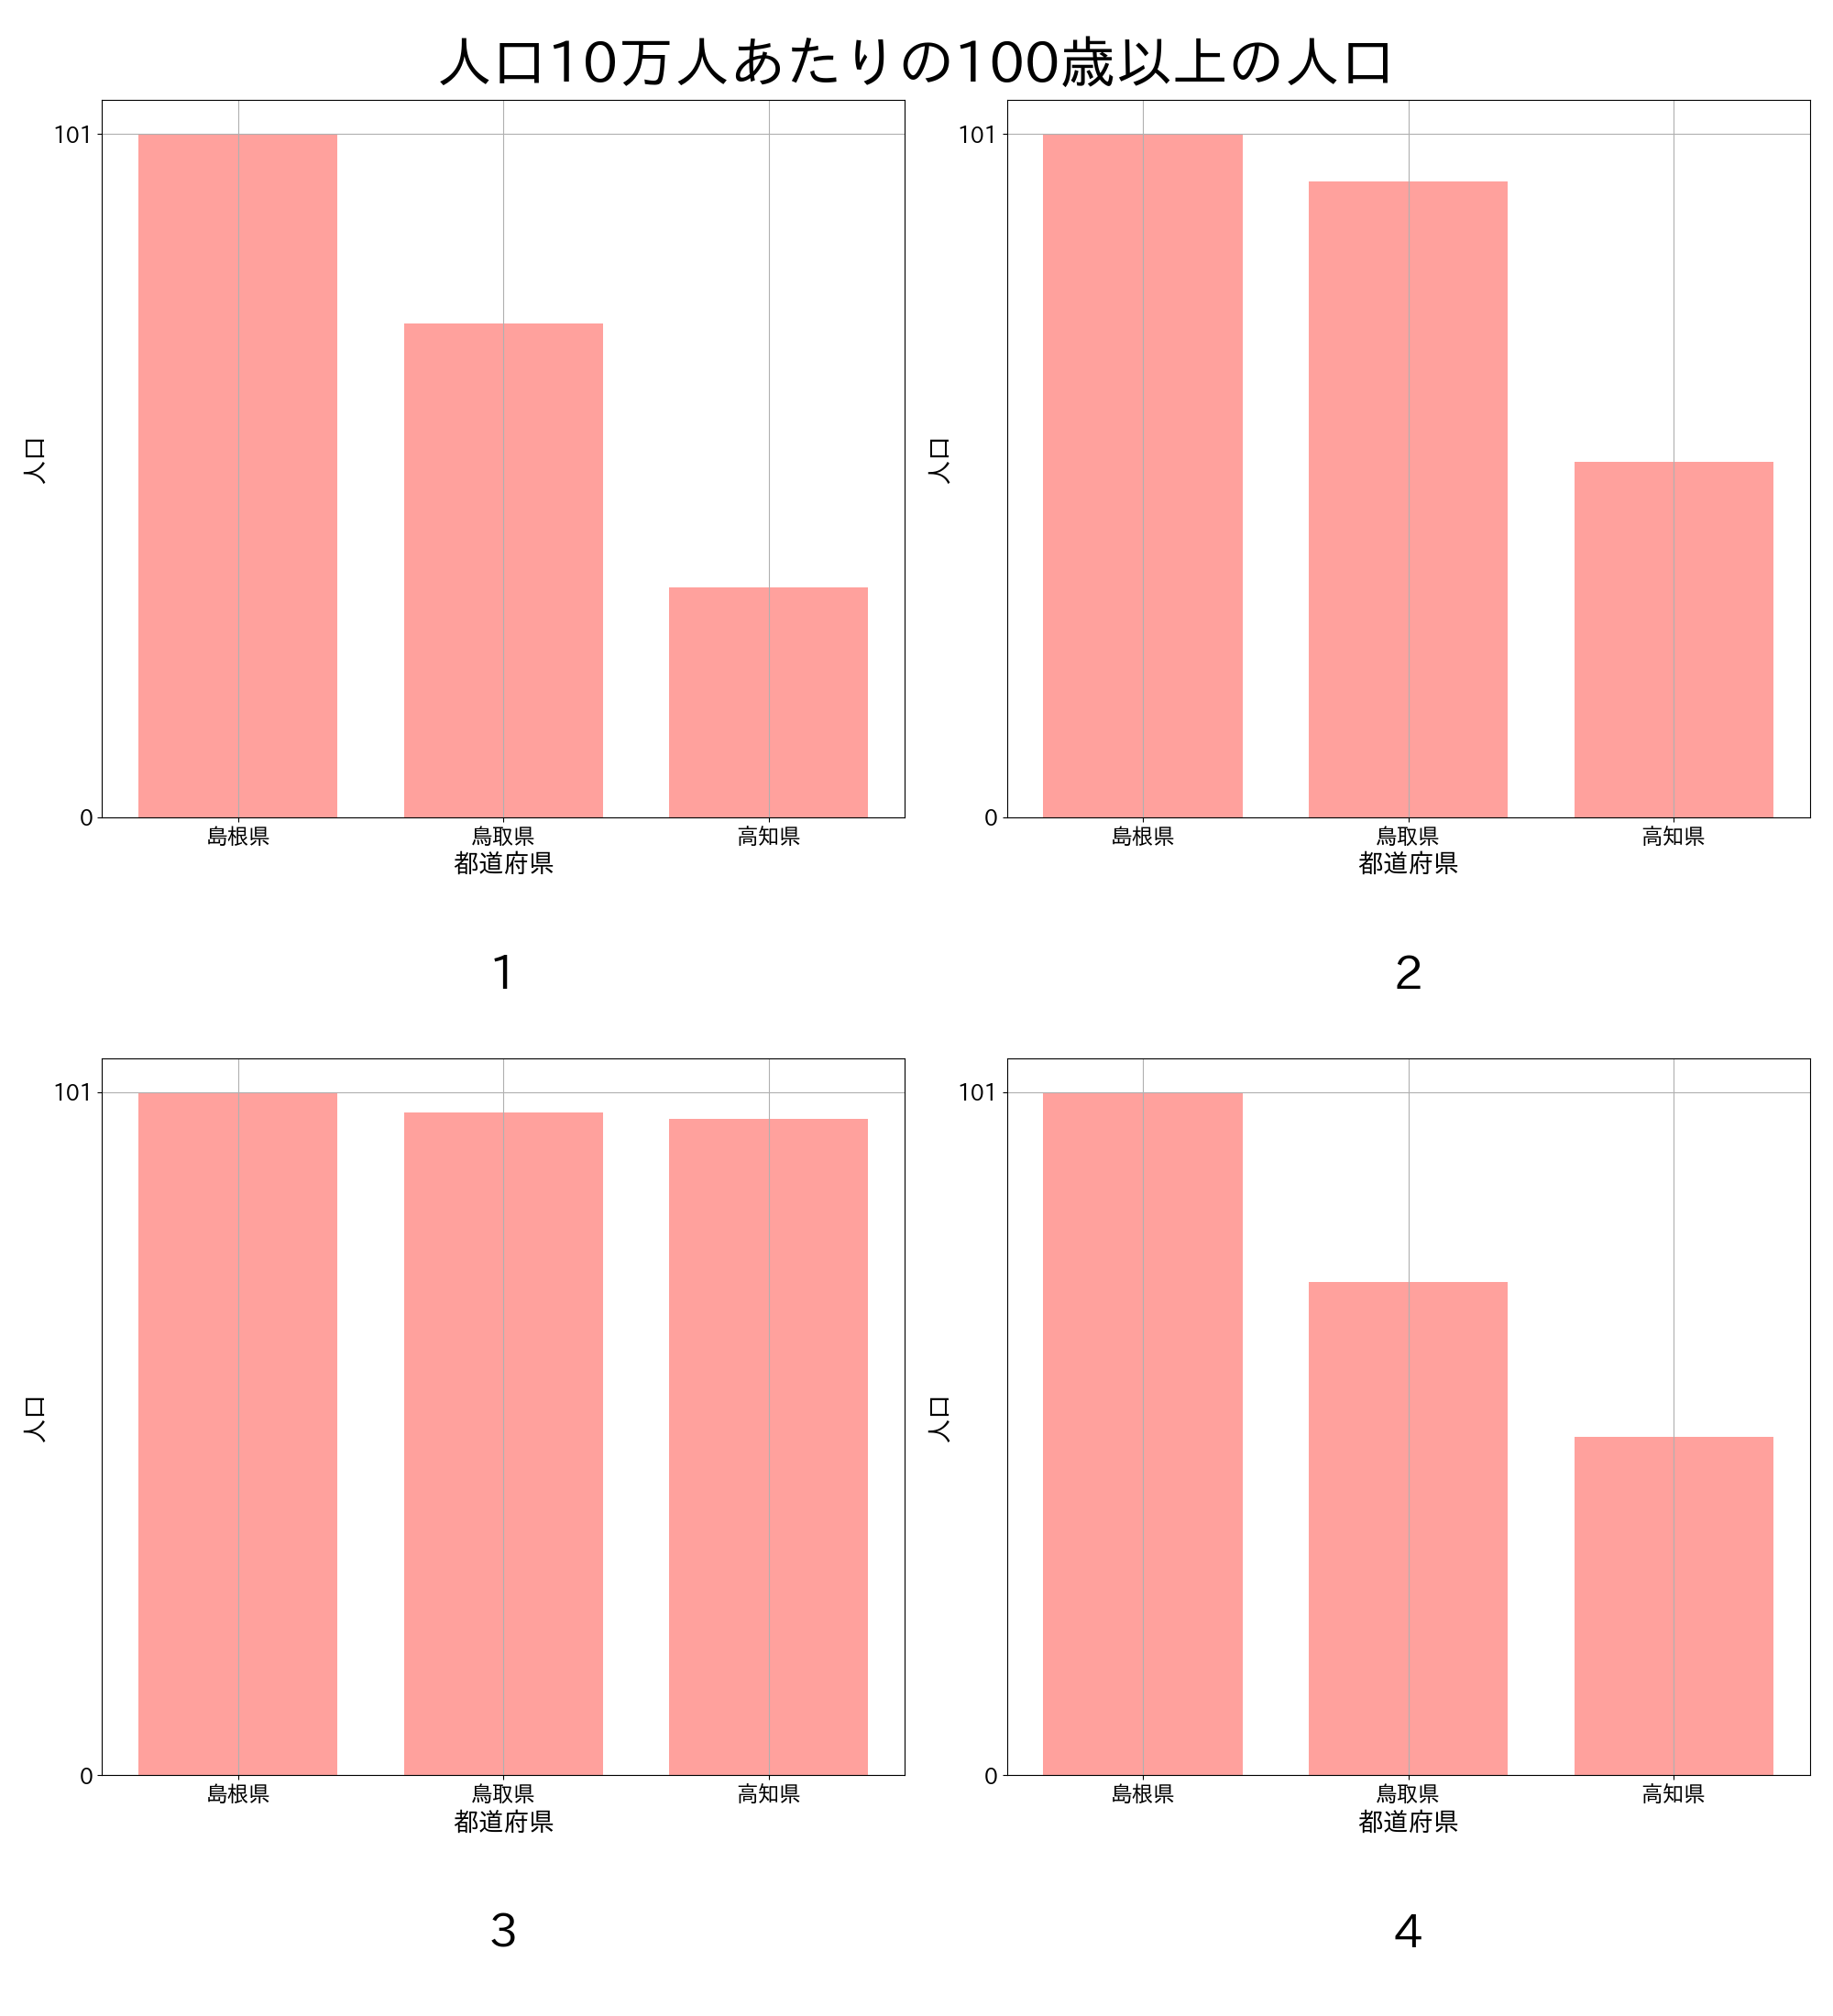 人口10万人あたりの100歳以上の人口
人口
101
0
島根県 鳥取県 高知県
都道府県
1
人口
101
0
島根県 鳥取県 高知県
都道府県
2
人口
101
0
島根県 鳥取県 高知県
都道府県
3
人口
101
0
島根県 鳥取県 高知県
都道府県
4